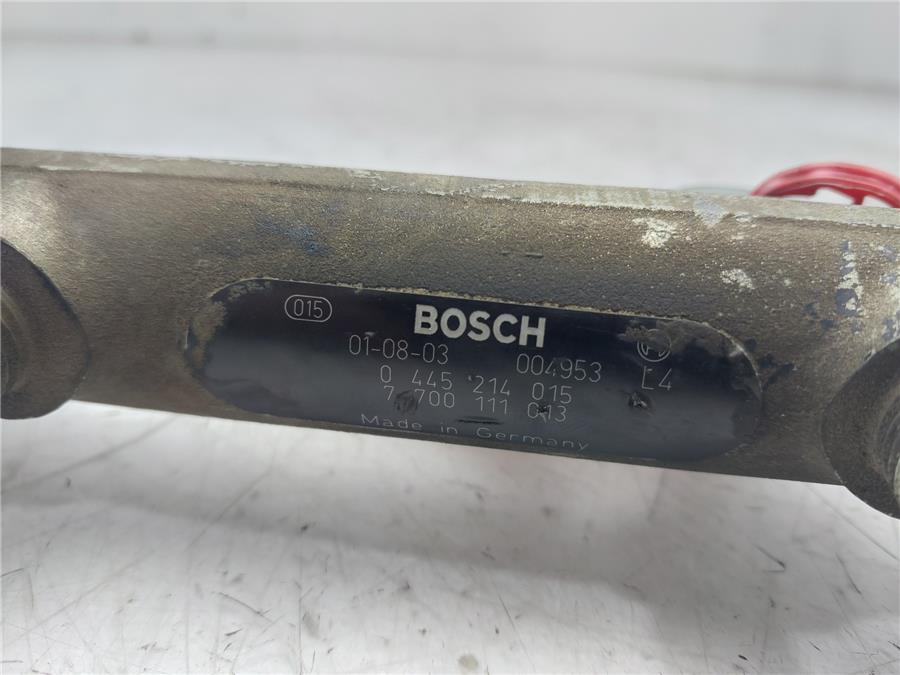 015
BOSCH
01-08-03 004953
0 445 214 015 L4
7 700 111 013
Made in Germany